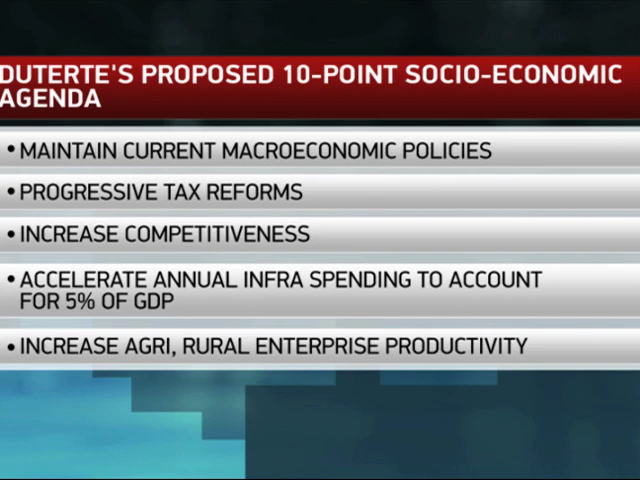 DUTERTE'S PROPOSED 10-POINT SOCIO-ECONOMIC
AGENDA
• MAINTAIN CURRENT MACROECONOMIC POLICIES
• PROGRESSIVE TAX REFORMS
• INCREASE COMPETITIVENESS
• ACCELERATE ANNUAL INFRA SPENDING TO ACCOUNT
FOR 5% OF GDP
• INCREASE AGRI, RURAL ENTERPRISE PRODUCTIVITY